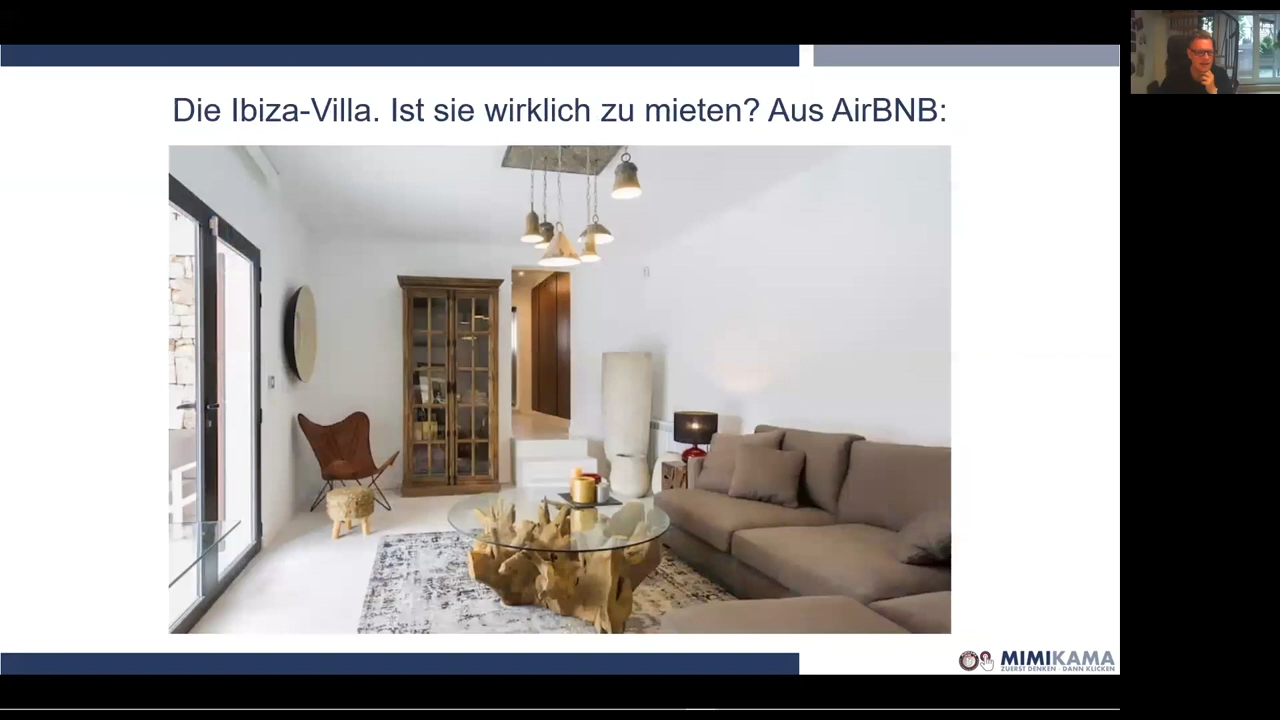 Die Ibiza-Villa. Ist sie wirklich zu mieten? Aus AirBNB:
MIMIKAMA
ZUERST DENKEN - DANN KLICKEN